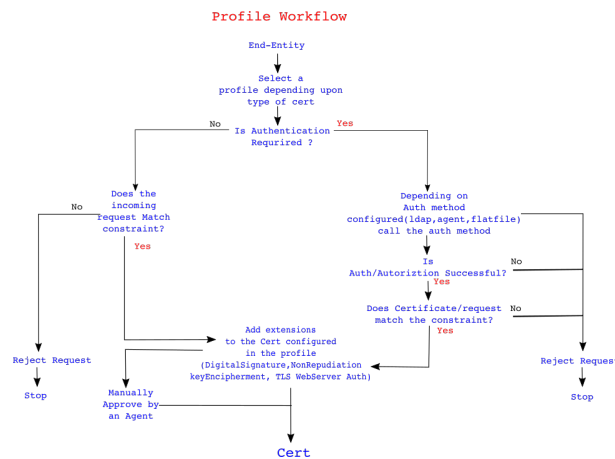 Profile Workflow
End-Entity
Select a
profile depending upon
type of cert
No
Yes
Is Authentication
Requrired ?
Does the
incoming
request Match
constraint?
No
Yes
Depending on
Auth method
configured(ldap,agent,flatfile)
call the auth method
Is
Auth/Autoriztion Successful?
No
Yes
Does Certificate/request
match the constraint?
No
Yes
Add extensions
to the Cert configured
in the profile
(DigitalSignature,NonRepudiation
keyEncipherment, TLS WebServer Auth)
Reject Request
Stop
Reject Request
Stop
Manually
Approve by
an Agent
Cert